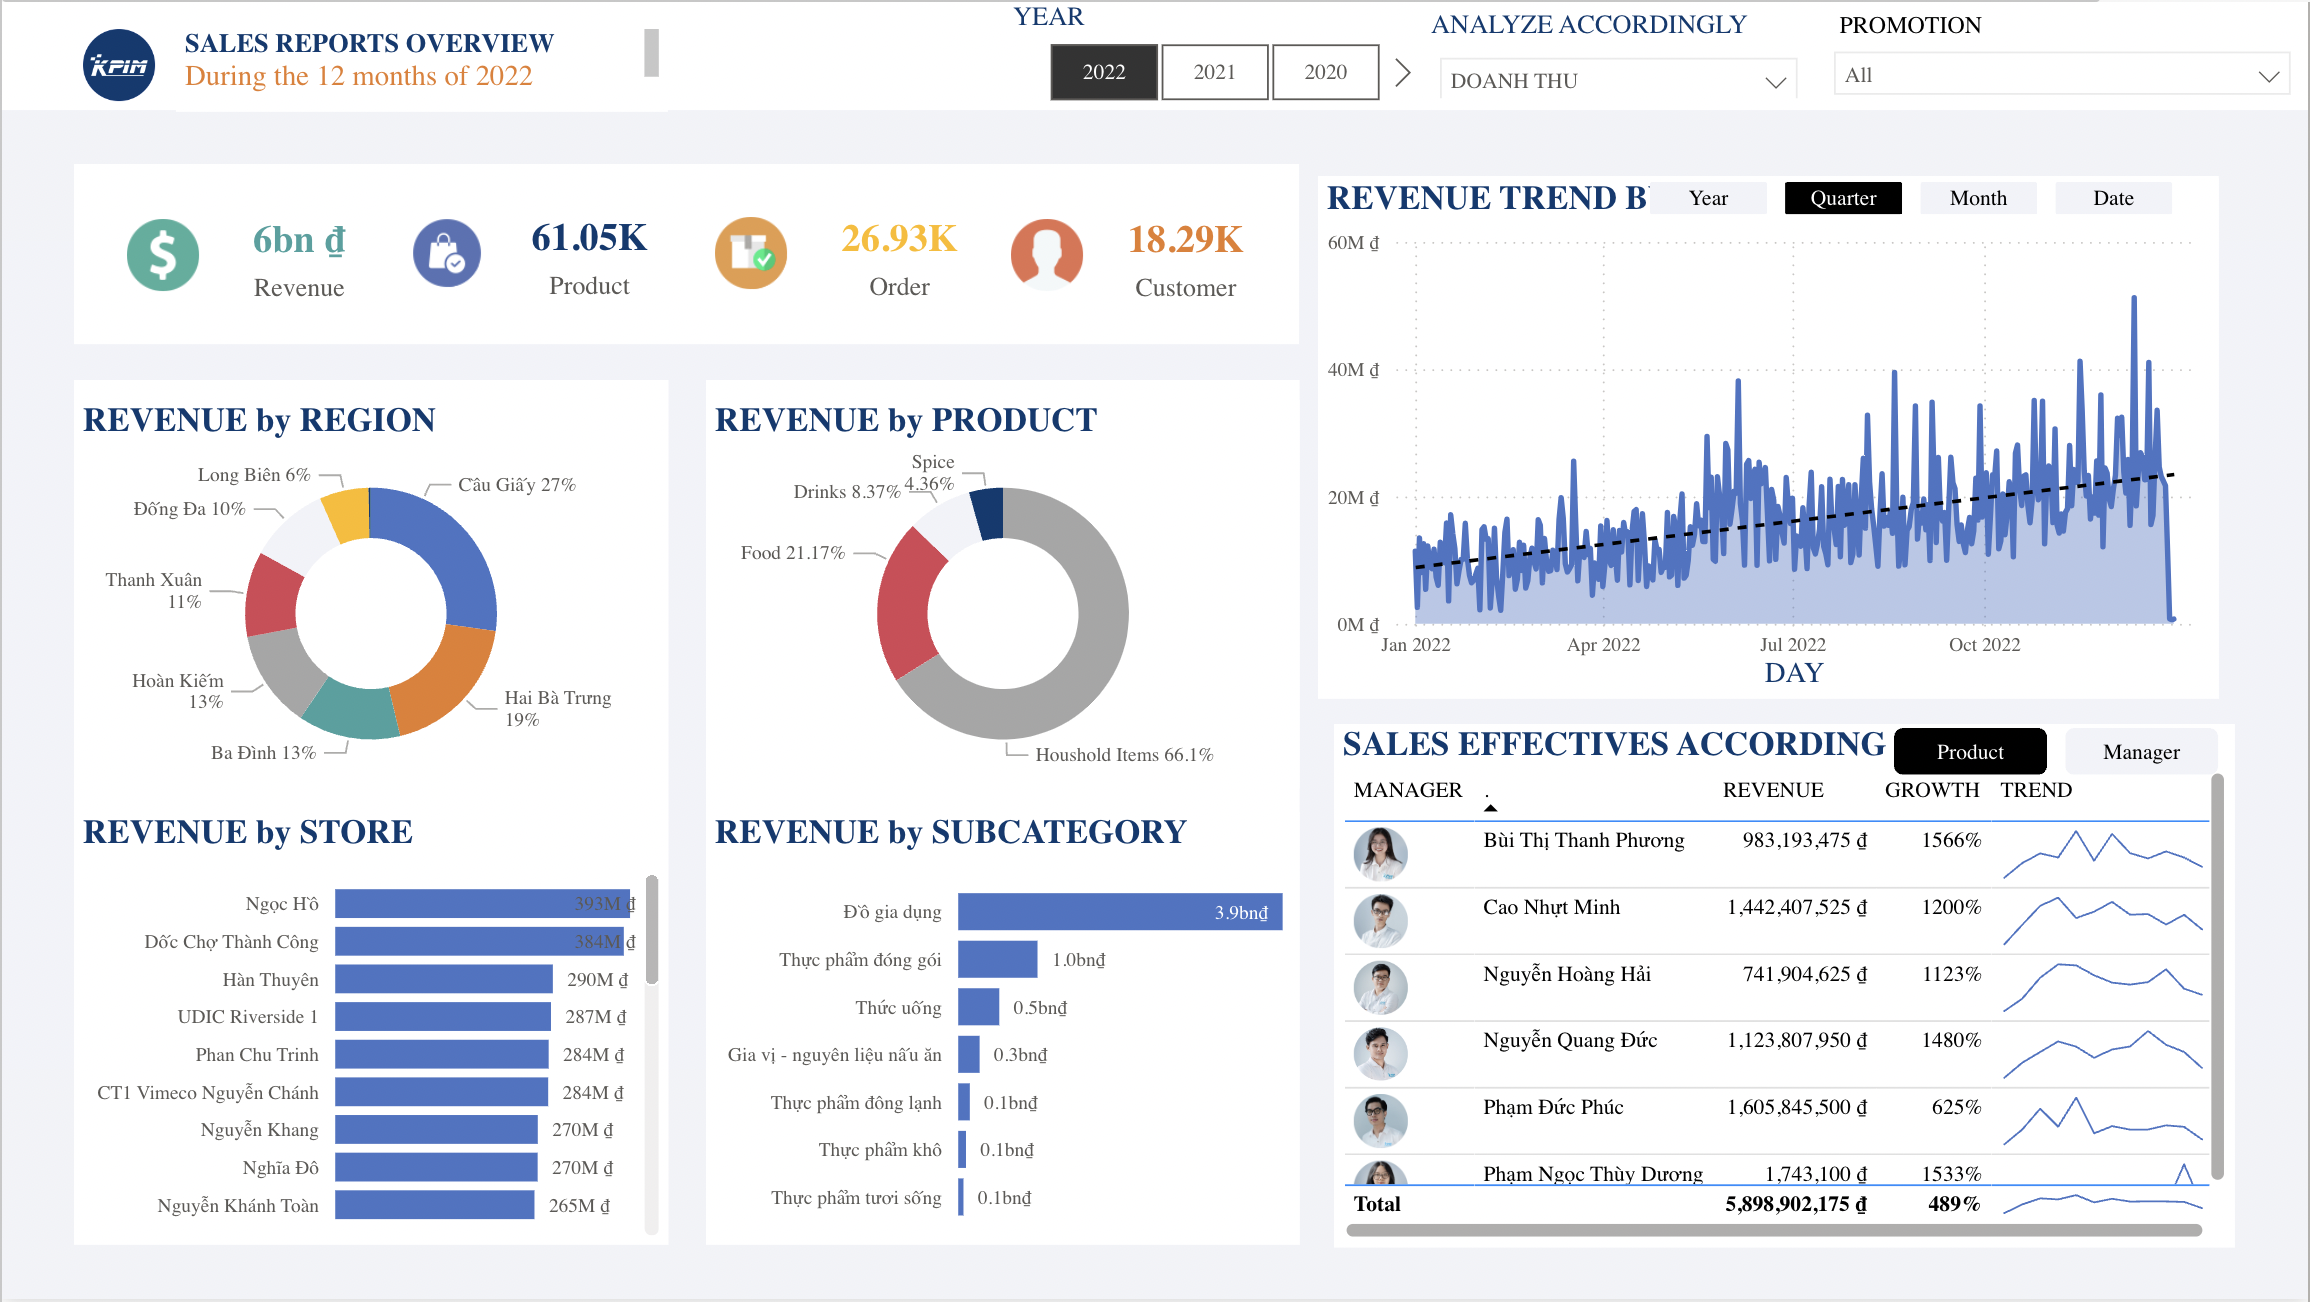 KPIM
SALES REPORTS OVERVIEW
During the 12 months of 2022
YEAR
2022
2021
2020
ANALYZE ACCORDINGLY
DOANH THU
PROMOTION
All
6bn ₫
Revenue
61.05K
Product
26.93K
Order
18.29K
Customer
REVENUE by REGION
Long Biên 6%
Cầu Giấy 27%
Đống Đa 10%
Thanh Xuân
11%
Hoàn Kiếm
13%
Hai Bà Trưng
19%
Ba Đình 13%
REVENUE by PRODUCT
Spice
4.36%
Drinks 8.37%
Food 21.17%
Houshold Items 66.1%
REVENUE by STORE
Ngọc Hồ 393M ₫
Dốc Chợ Thành Công 384M ₫
Hàn Thuyên 290M ₫
UDIC Riverside 1 287M ₫
Phan Chu Trinh 284M ₫
CT1 Vimeco Nguyễn Chánh 284M ₫
Nguyễn Khang 270M ₫
Nghĩa Đô 270M ₫
Nguyễn Khánh Toàn 265M ₫
REVENUE by SUBCATEGORY
Đồ gia dụng 3.9bn₫
Thực phẩm đóng gói 1.0bn₫
Thức uống 0.5bn₫
Gia vị - nguyên liệu nấu ăn 0.3bn₫
Thực phẩm đông lạnh 0.1bn₫
Thực phẩm khô 0.1bn₫
Thực phẩm tươi sống 0.1bn₫
REVENUE TREND B
Year
Quarter
Month
Date
60M ₫
40M ₫
20M ₫
0M ₫
Jan 2022 Apr 2022 Jul 2022 Oct 2022
DAY
SALES EFFECTIVES ACCORDING
Product
Manager
MANAGER . REVENUE GROWTH TREND
Bùi Thị Thanh Phương 983,193,475 ₫ 1566%
Cao Nhựt Minh 1,442,407,525 ₫ 1200%
Nguyễn Hoàng Hải 741,904,625 ₫ 1123%
Nguyễn Quang Đức 1,123,807,950 ₫ 1480%
Phạm Đức Phúc 1,605,845,500 ₫ 625%
Phạm Ngọc Thùy Dương 1,743,100 ₫ 1533%
Total 5,898,902,175 ₫ 489%